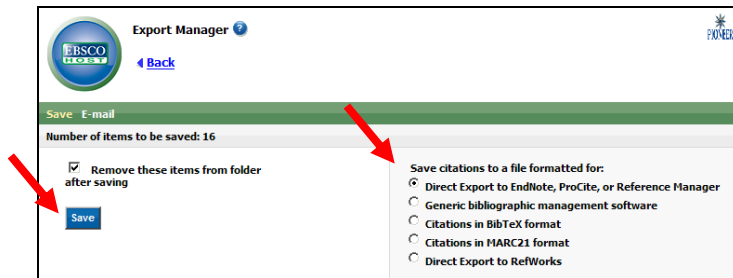 Export Manager ?
EBSCO
HOST
Back
PIONEER
Save E-mail
Number of items to be saved: 16
Remove these items from folder
after saving
Save
Save citations to a file formatted for:
Direct Export to EndNote, ProCite, or Reference Manager
Generic bibliographic management software
Citations in BibTeX format
Citations in MARC21 format
Direct Export to RefWorks